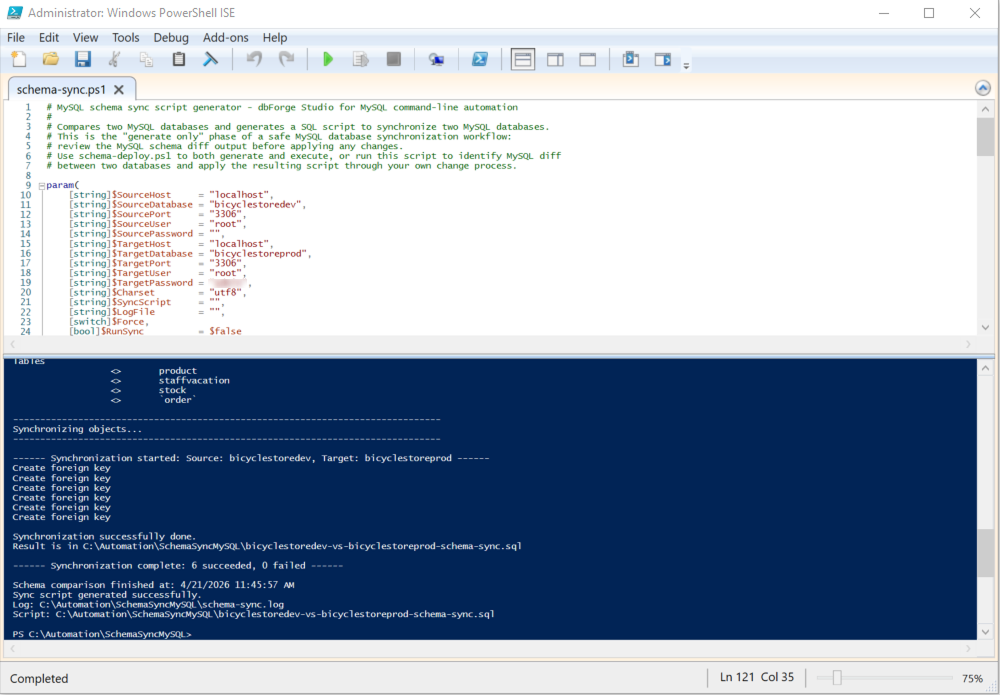 Administrator: Windows PowerShell ISE
File Edit View Tools Debug Add-ons Help
schema-sync.ps1
1 # MySQL schema sync script generator - dbForge Studio for MySQL command-line automation
2 #
3 # Compares two MySQL databases and generates a SQL script to synchronize two MySQL databases.
4 # This is the "generate only" phase of a safe MySQL database synchronization workflow:
5 # review the MySQL schema diff output before applying any changes.
6 # Use schema-deploy.ps1 to both generate and execute, or run this script to identify MySQL diff
7 # between two databases and apply the resulting script through your own change process.
8
9 param(
10 [string]$SourceHost = "localhost",
11 [string]$SourceDatabase = "bicyclestoredev",
12 [string]$SourcePort = "3306",
13 [string]$SourceUser = "root",
14 [string]$SourcePassword = "",
15 [string]$TargetHost = "localhost",
16 [string]$TargetDatabase = "bicyclestoreprod",
17 [string]$TargetPort = "3306",
18 [string]$TargetUser = "root",
19 [string]$TargetPassword = ,
20 [string]$Charset = "utf8",
21 [string]$SyncScript = "",
22 [string]$LogFile = "",
23 [switch]$Force,
24 [bool]$RunSync = $false
Tables
<> product
<> staffvacation
<> stock
<> `order`
-------------------------------------------------------------------------------
Synchronizing objects...
-------------------------------------------------------------------------------
------ Synchronization started: Source: bicyclestoredev, Target: bicyclestoreprod ------
Create foreign key
Create foreign key
Create foreign key
Create foreign key
Create foreign key
Create foreign key
Synchronization successfully done.
Result is in C:\Automation\SchemaSyncMySQL\bicyclestoredev-vs-bicyclestoreprod-schema-sync.sql
------ Synchronization complete: 6 succeeded, 0 failed ------
Schema comparison finished at: 4/21/2026 11:45:57 AM
Sync script generated successfully.
Log: C:\Automation\SchemaSyncMySQL\schema-sync.log
Script: C:\Automation\SchemaSyncMySQL\bicyclestoredev-vs-bicyclestoreprod-schema-sync.sql
PS C:\Automation\SchemaSyncMySQL>
Completed
Ln 121 Col 35
75%